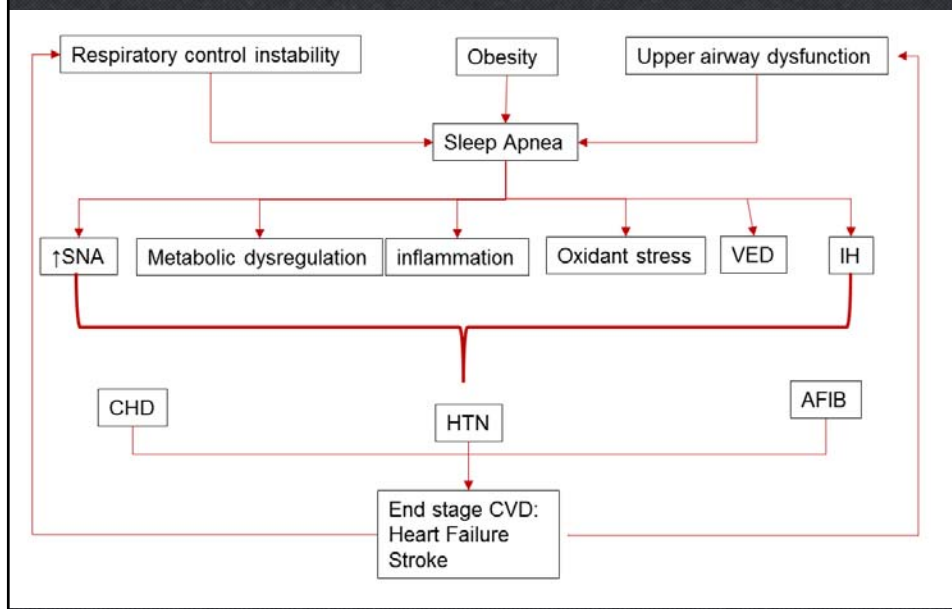 Respiratory control instability
Obesity
Upper airway dysfunction
Sleep Apnea
↑SNA
Metabolic dysregulation
inflammation
Oxidant stress
VED
IH
CHD
HTN
AFIB
End stage CVD:
Heart Failure
Stroke